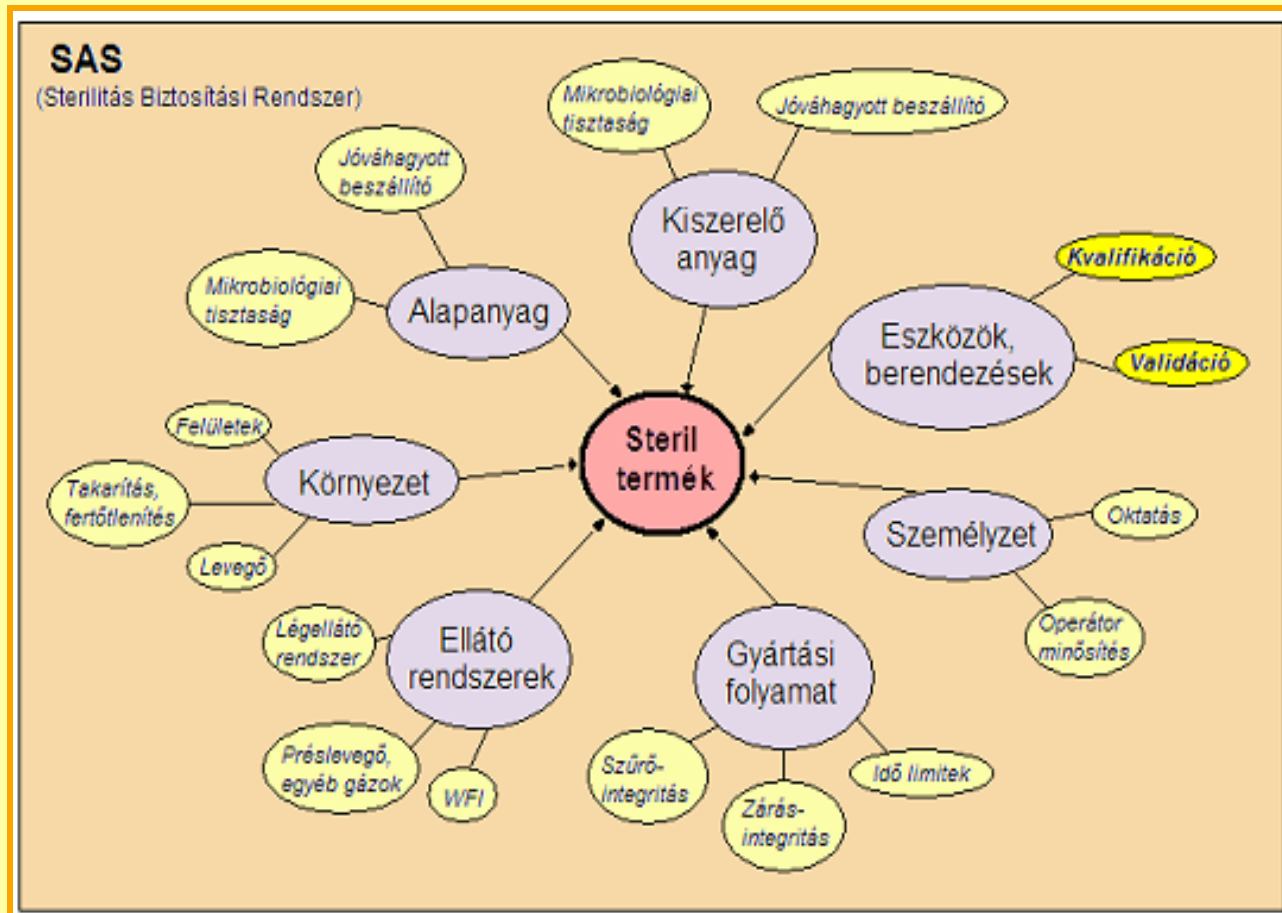 SAS
(Sterilitás Biztosítási Rendszer)
Mikrobiológiai
tisztaság
Jóváhagyott beszállító
Jóváhagyott
beszállító
Kiszerelő
anyag
Mikrobiológiai
tisztaság
Alapanyag
Kvalifikáció
Eszközök,
berendezések
Validáció
Steril
termék
Felületek
Környezet
Takarítás,
fertőtlenítés
Levegő
Személyzet
Oktatás
Operátor
minősítés
Légellátó
rendszer
Ellátó
rendszerek
Préslevegő,
egyéb gázok
WFI
Gyártási
folyamat
Szűrő-
integritás
Zárás-
integritás
Idő limitek